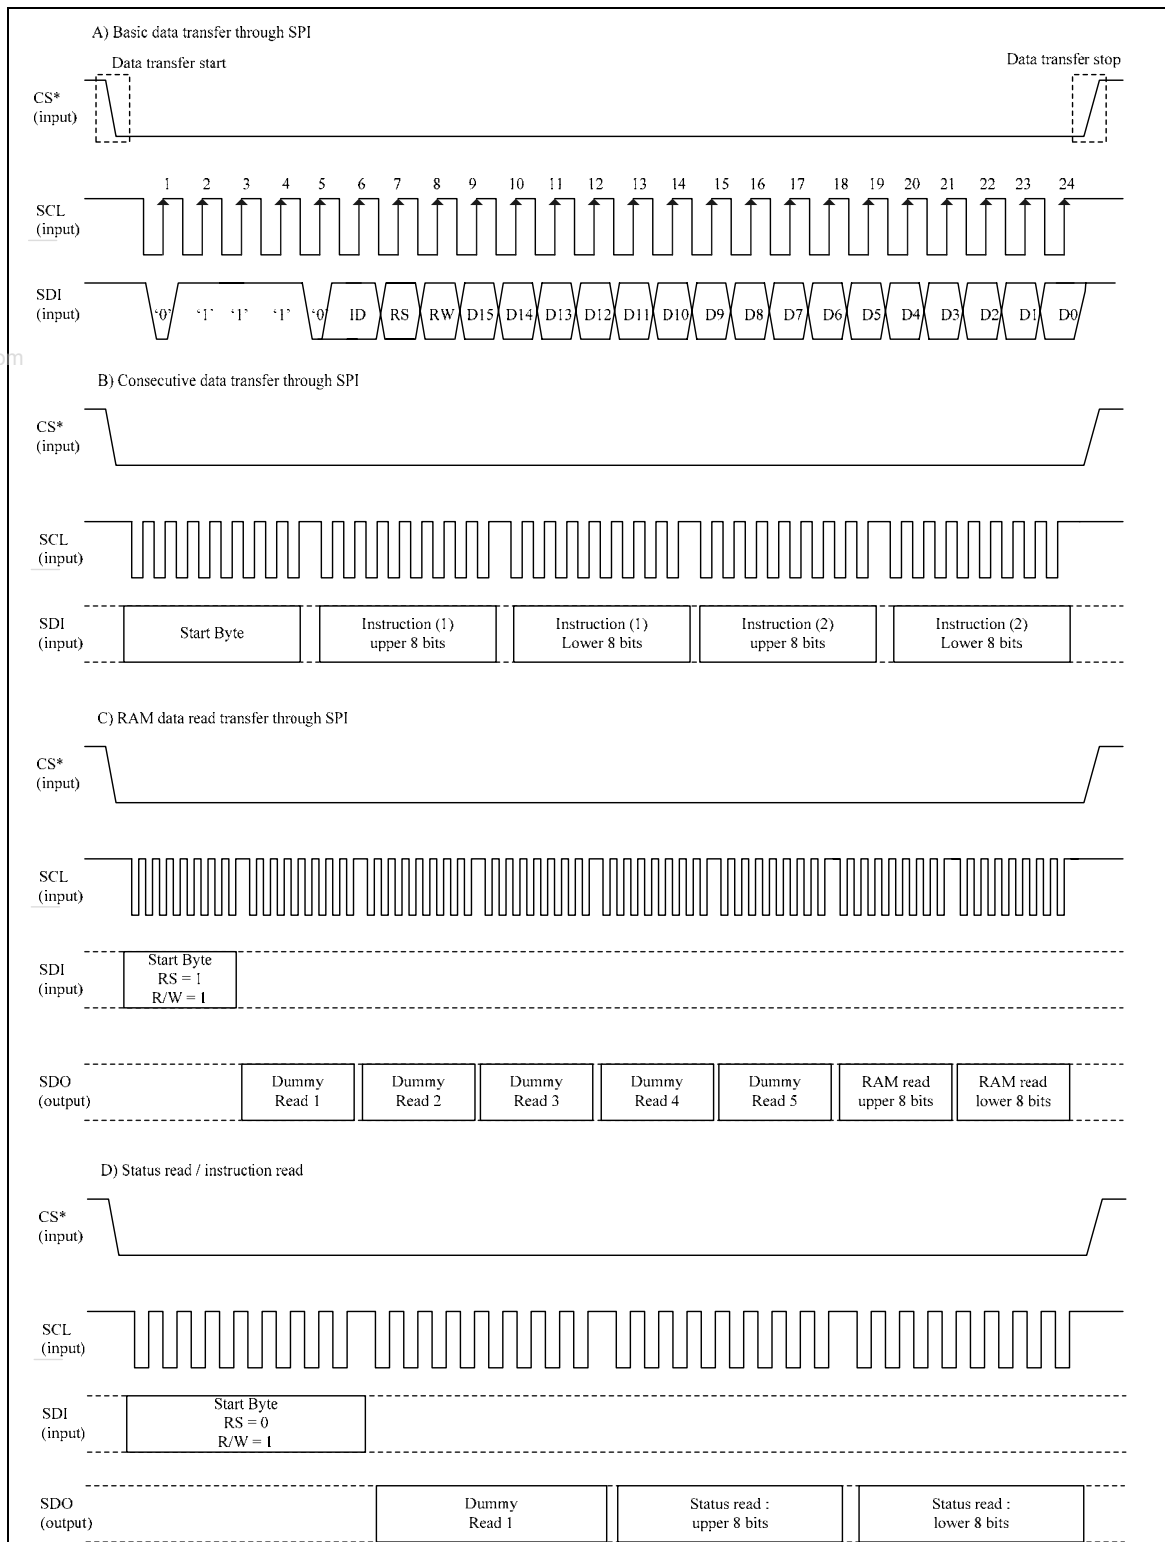 A) Basic data transfer through SPI
Data transfer start
Data transfer stop
CS*
(input)
1 2 3 4 5 6 7 8 9 10 11 12 13 14 15 16 17 18 19 20 21 22 23 24
SCL
(input)
SDI
(input)
‘0’ ‘1’ ‘1’ ‘1’ ‘0’ ID RS RW D15 D14 D13 D12 D11 D10 D9 D8 D7 D6 D5 D4 D3 D2 D1 D0
om
B) Consecutive data transfer through SPI
CS*
(input)
SCL
(input)
SDI
(input)
Start Byte
Instruction (1)
upper 8 bits
Instruction (1)
Lower 8 bits
Instruction (2)
upper 8 bits
Instruction (2)
Lower 8 bits
C) RAM data read transfer through SPI
CS*
(input)
SCL
(input)
SDI
(input)
Start Byte
RS = 1
R/W = 1
SDO
(output)
Dummy
Read 1
Dummy
Read 2
Dummy
Read 3
Dummy
Read 4
Dummy
Read 5
RAM read
upper 8 bits
RAM read
lower 8 bits
D) Status read / instruction read
CS*
(input)
SCL
(input)
SDI
(input)
Start Byte
RS = 0
R/W = 1
SDO
(output)
Dummy
Read 1
Status read :
upper 8 bits
Status read :
lower 8 bits